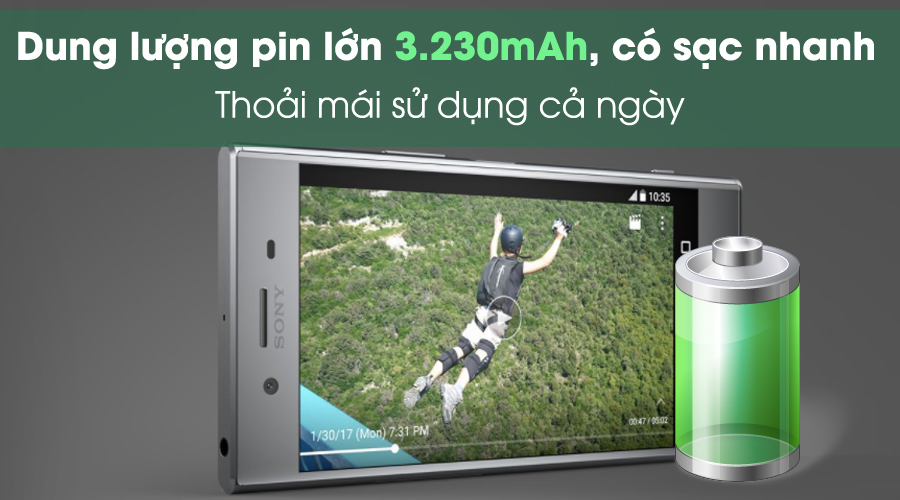 Dung lượng pin lớn 3.230mAh, có sạc nhanh
Thoải mái sử dụng cả ngày
10:35
SONY
1/30/17 (Mon) 7:31 PM
00:47 / 05:02